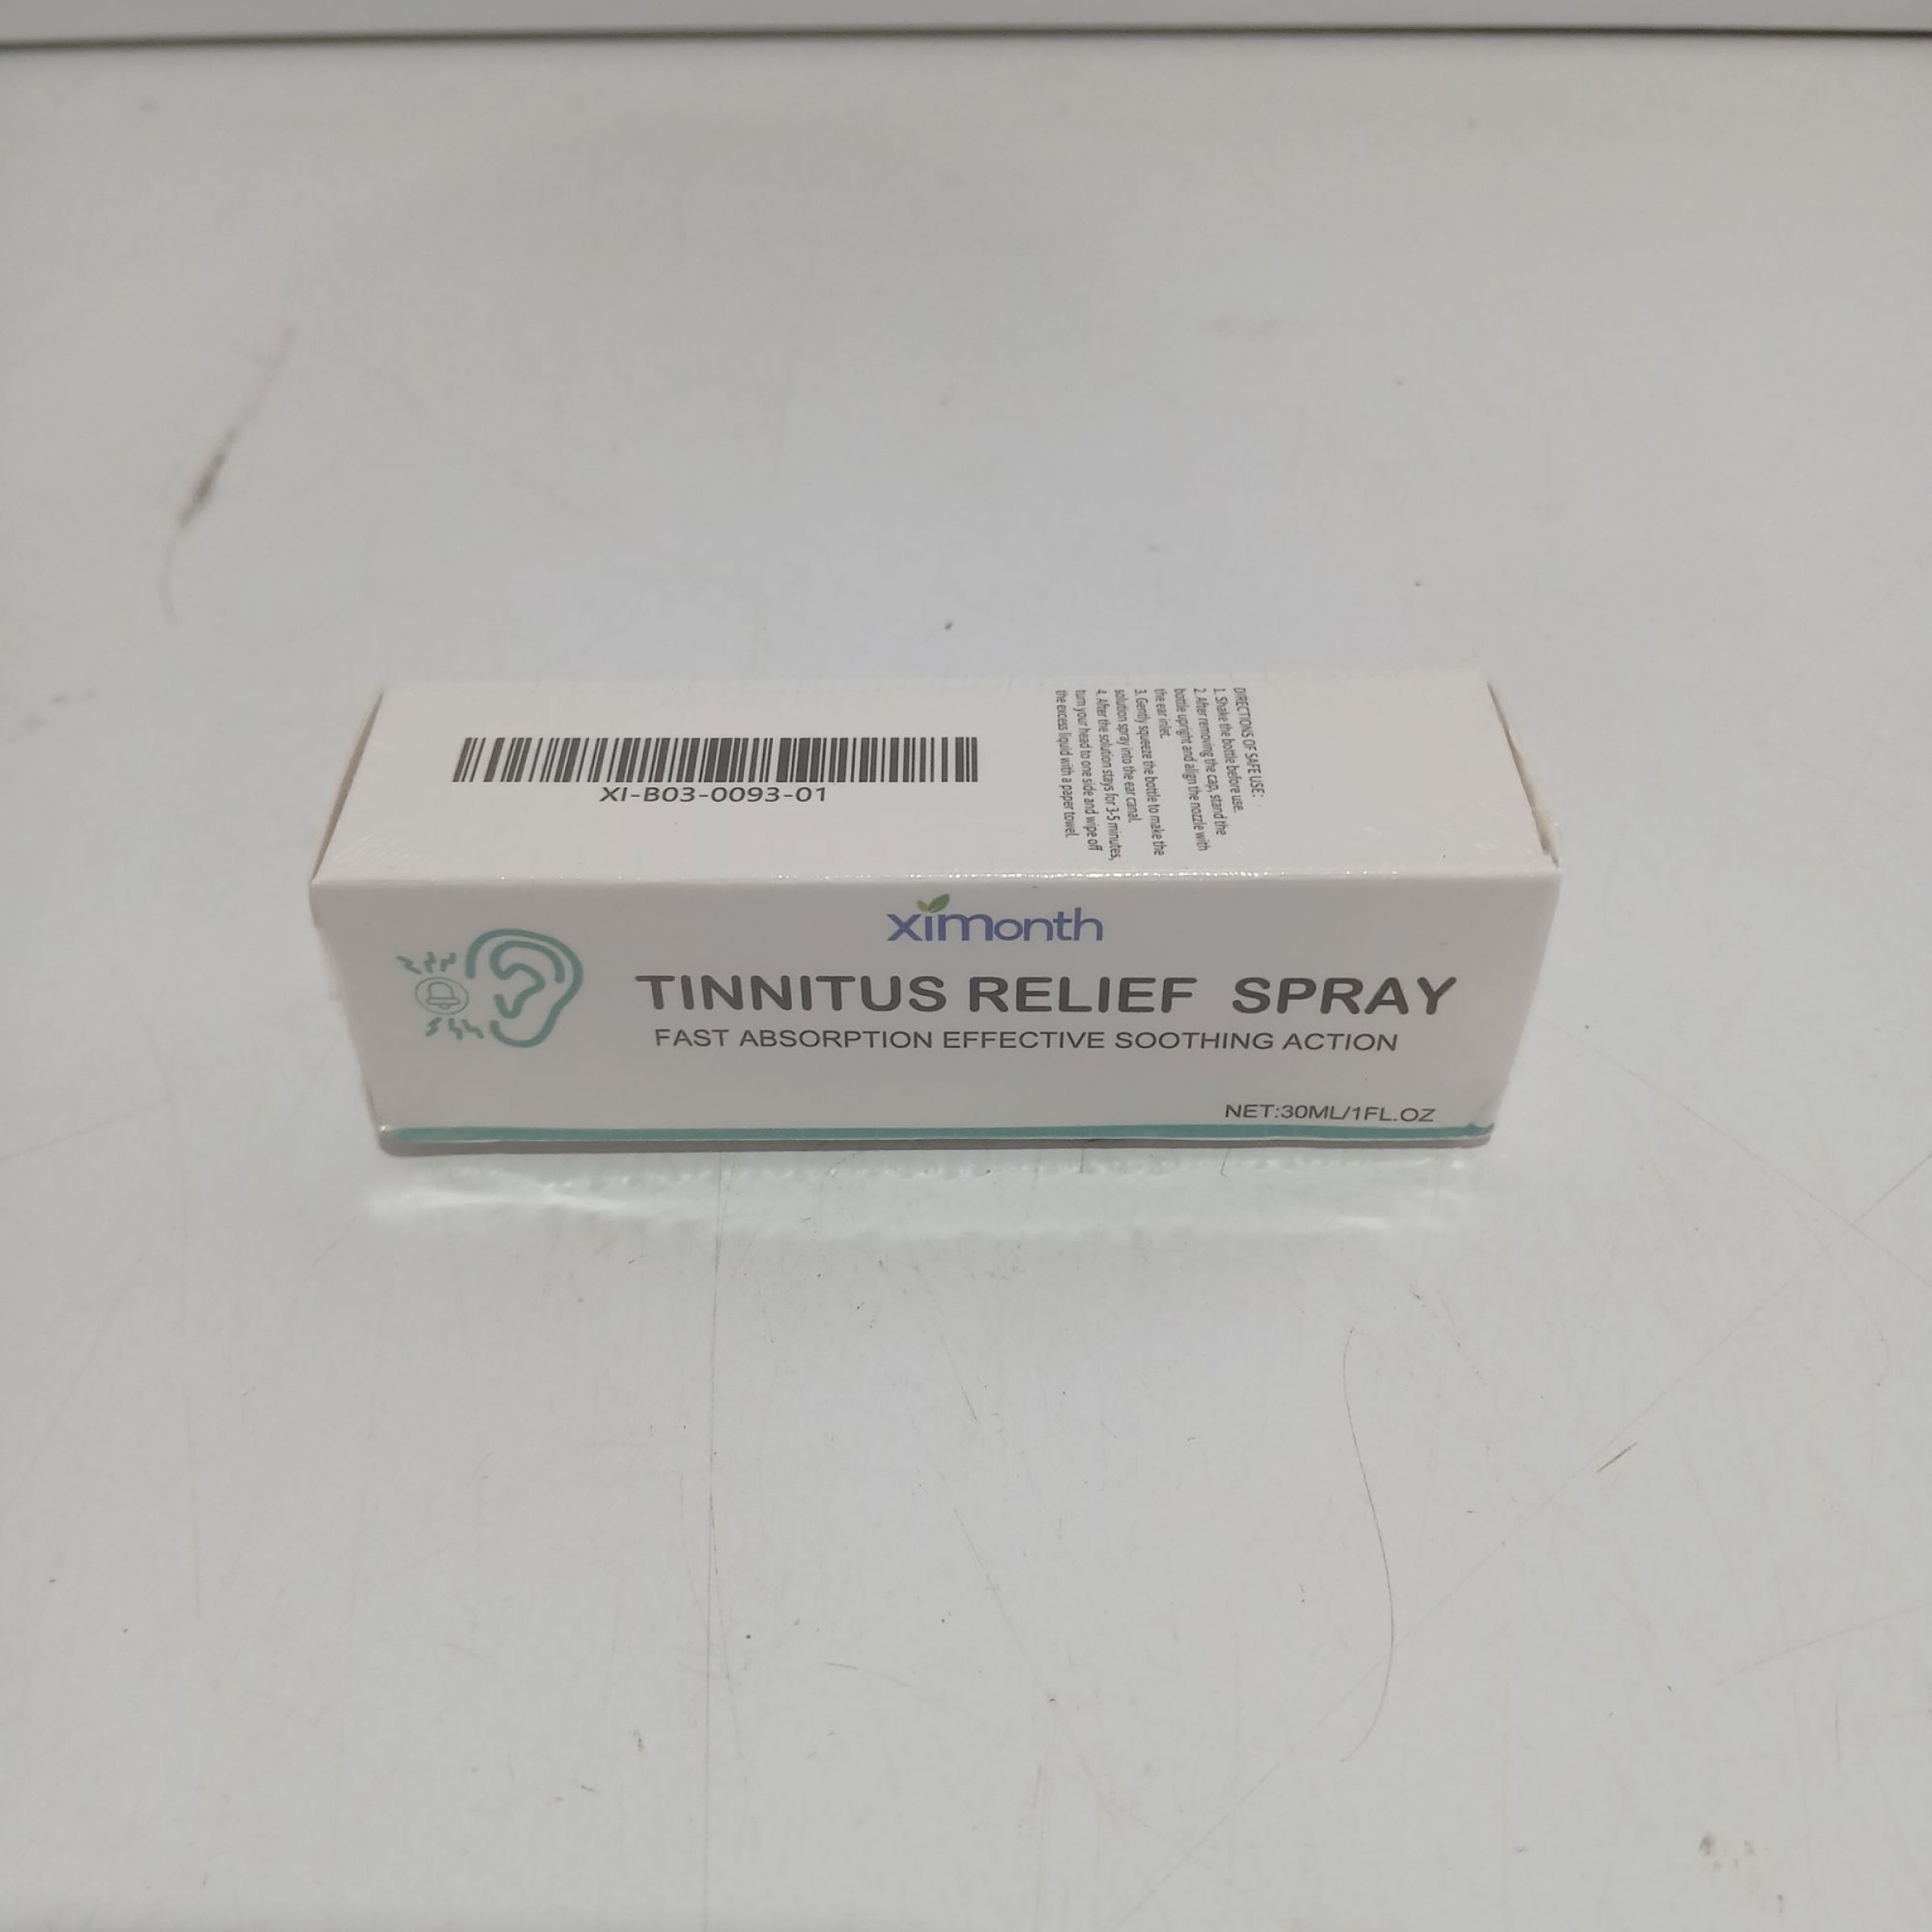 DIRECTIONS OF SAFE USE:
1. Shake the bottle before use.
2. After removing the cap, stand the
bottle upright and align the nozzle with
the ear inlet.
3. Gently squeeze the bottle to make the
solution spray into the ear canal.
4. After the solution stays for 3-5 minutes,
turn your head to one side and wipe off
the excess liquid with a paper towel.
XI-B03-0093-01
ximonth
TINNITUS RELIEF SPRAY
FAST ABSORPTION EFFECTIVE SOOTHING ACTION
NET:30ML/1FL.OZ